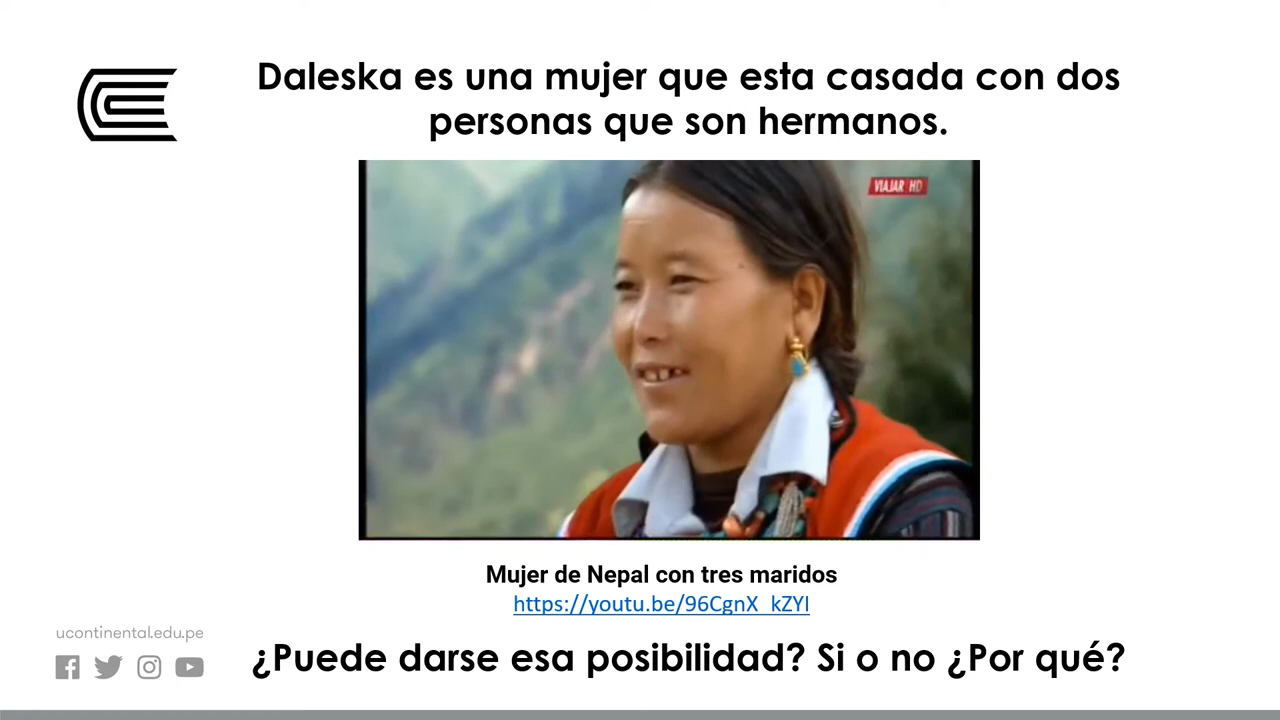 Daleska es una mujer que esta casada con dos
personas que son hermanos.
VIAJAR HD
Mujer de Nepal con tres maridos
https://youtu.be/96CgnX_kZYI
ucontinental.edu.pe
¿Puede darse esa posibilidad? Si o no ¿Por qué?